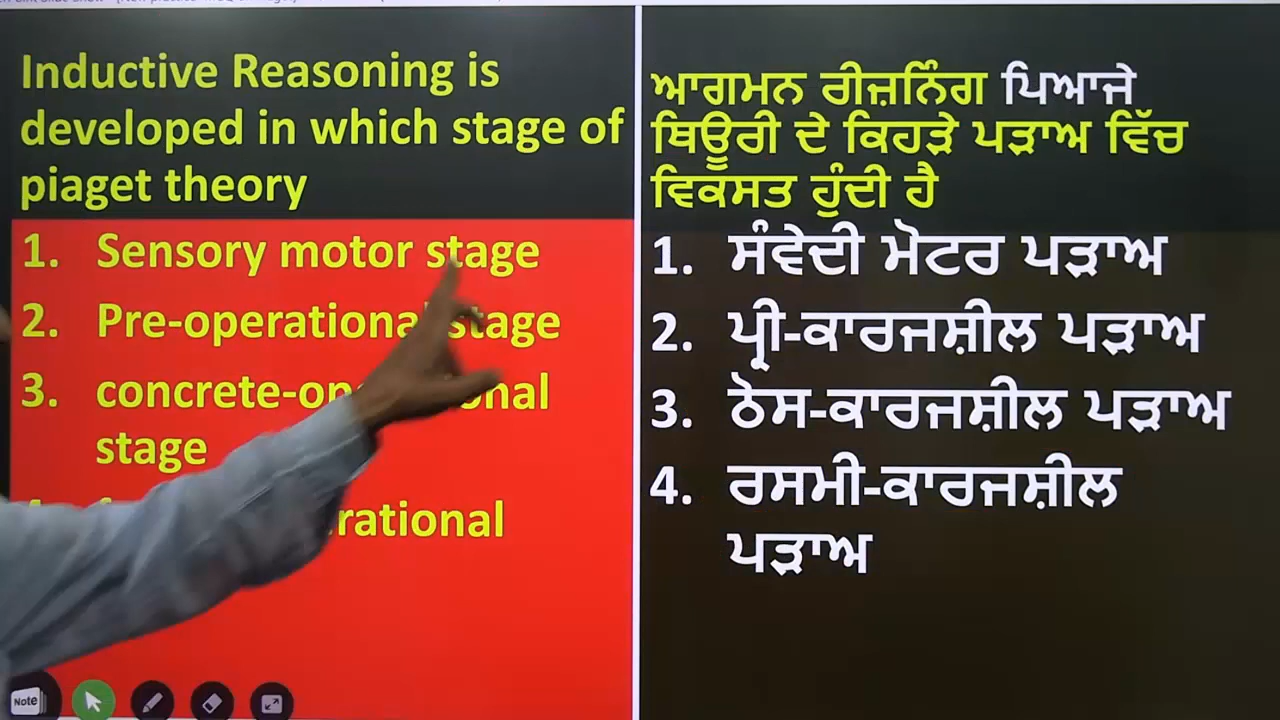 Inductive Reasoning is
developed in which stage of
piaget theory
1. Sensory motor stage
2. Pre-operational stage
3. concrete-
stage
rational
ਆਗਮਨ ਰੀਜ਼ਨਿੰਗ ਪਿਆਜੇ
ਥਿਊਰੀ ਦੇ ਕਿਹੜੇ ਪੜਾਅ ਵਿੱਚ
ਵਿਕਸਤ ਹੁੰਦੀ ਹੈ
1. ਸੰਵੇਦੀ ਮੋਟਰ ਪੜਾਅ
2. ਪ੍ਰੀ-ਕਾਰਜਸ਼ੀਲ ਪੜਾਅ
3. ਠੋਸ-ਕਾਰਜਸ਼ੀਲ ਪੜਾਅ
4. ਰਸਮੀ-ਕਾਰਜਸ਼ੀਲ
ਪੜਾਅ
Note